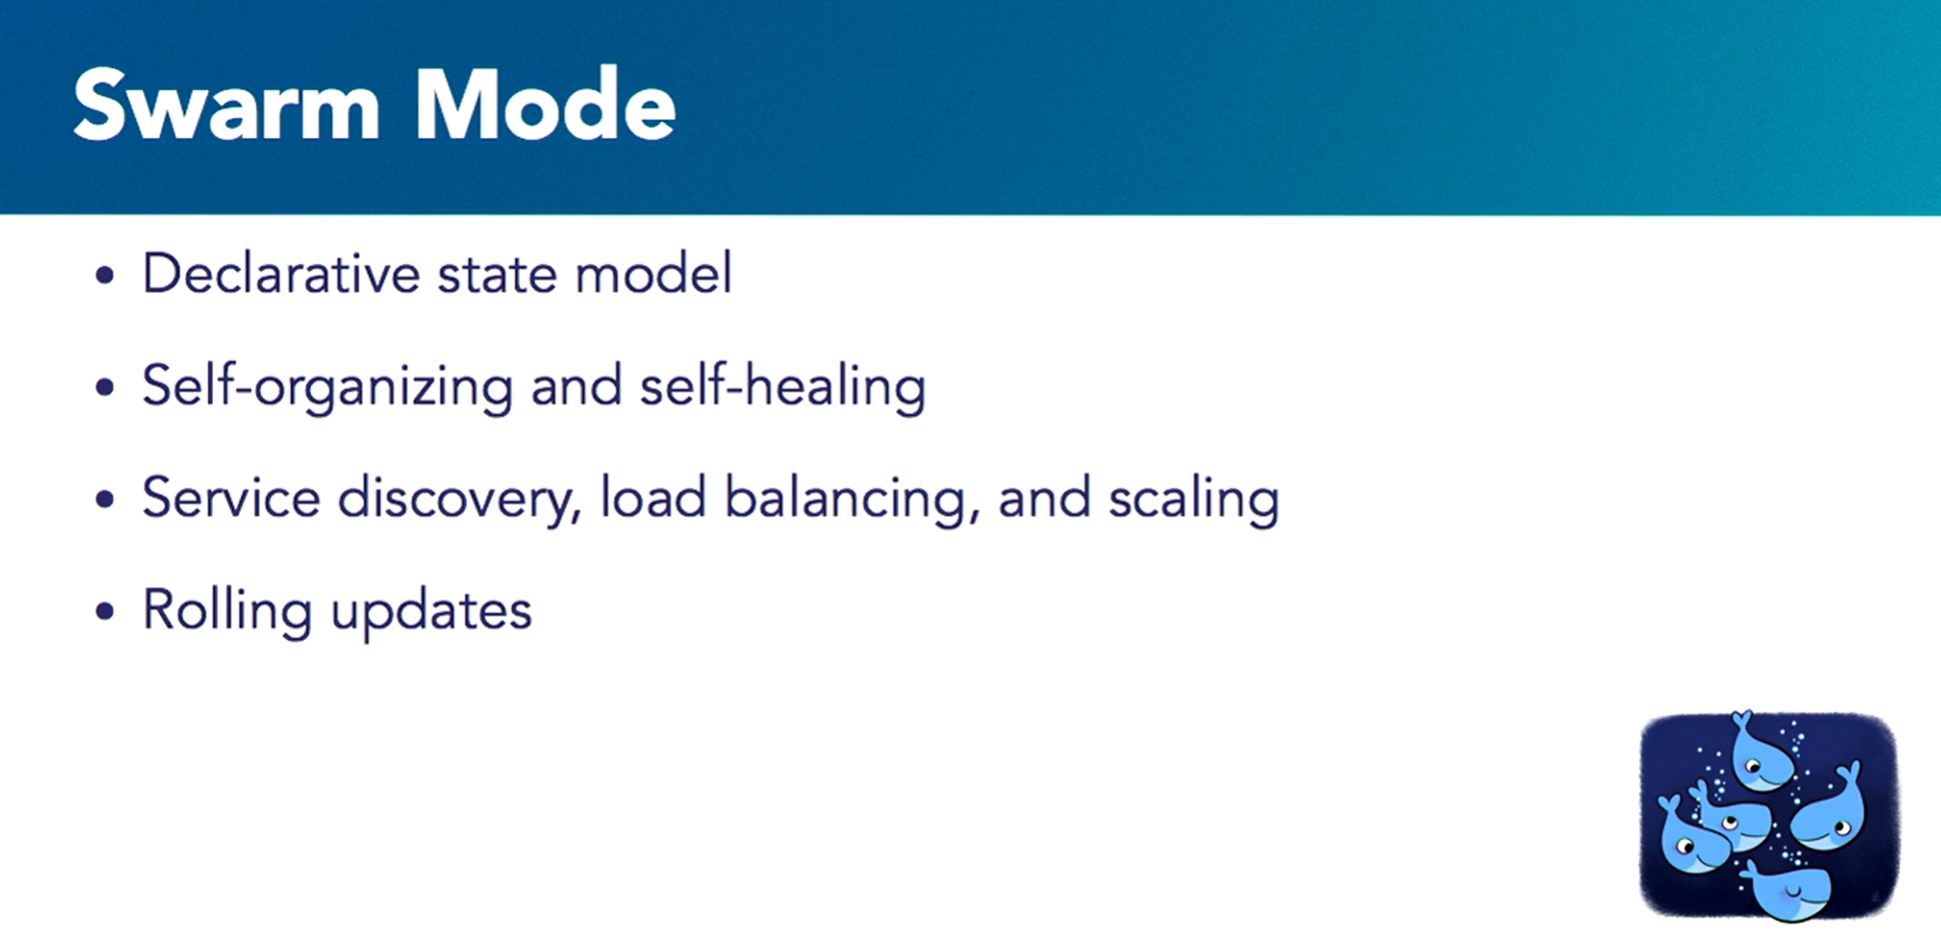 Swarm Mode
• Declarative state model
• Self-organizing and self-healing
• Service discovery, load balancing, and scaling
• Rolling updates